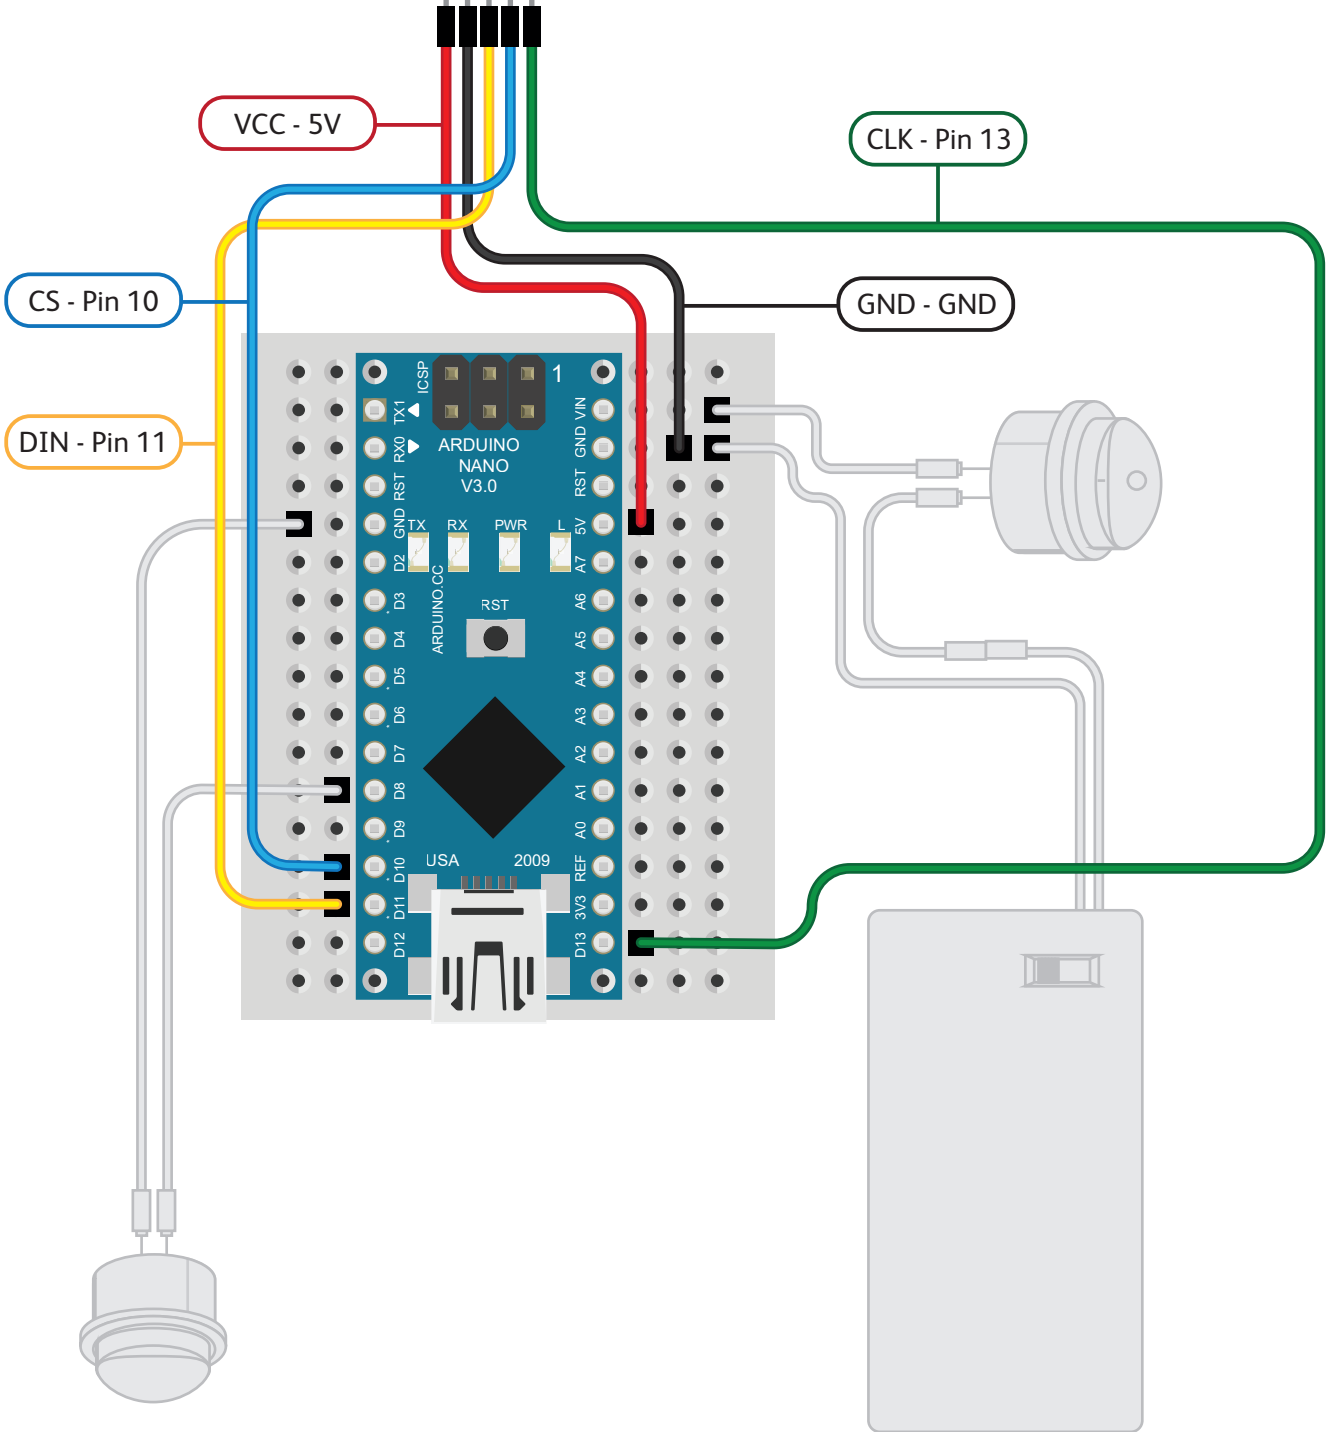 VCC - 5V
CLK - Pin 13
CS - Pin 10
GND - GND
DIN - Pin 11
ICSP
1
TX1
RX0
RST
GND
D2
D3
D4
D5
D6
D7
D8
D9
D10
D11
D12
ARDUINO
NANO
V3.0
TX
RX
PWR
L
ARDUINO.CC
RST
USA
2009
VIN
GND
RST
5V
A7
A6
A5
A4
A3
A2
A1
A0
REF
3V3
D13